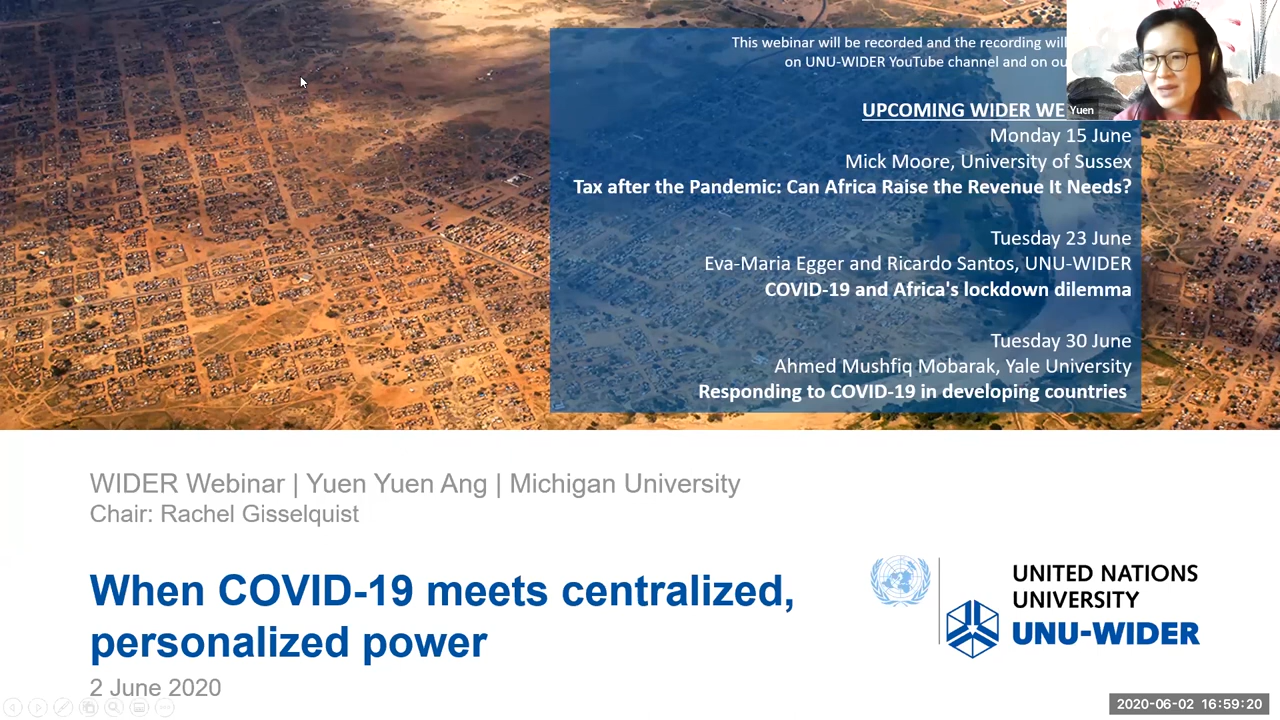 This webinar will be recorded and the recording will
on UNU-WIDER YouTube channel and on ou
UPCOMING WIDER WE
Yuen
Monday 15 June
Mick Moore, University of Sussex
Tax after the Pandemic: Can Africa Raise the Revenue It Needs?
Tuesday 23 June
Eva-Maria Egger and Ricardo Santos, UNU-WIDER
COVID-19 and Africa's lockdown dilemma
Tuesday 30 June
Ahmed Mushfiq Mobarak, Yale University
Responding to COVID-19 in developing countries
WIDER Webinar | Yuen Yuen Ang | Michigan University
Chair: Rachel Gisselquist
When COVID-19 meets centralized,
personalized power
2 June 2020
UNITED NATIONS
UNIVERSITY
UNU-WIDER
2020-06-02 16:59:20